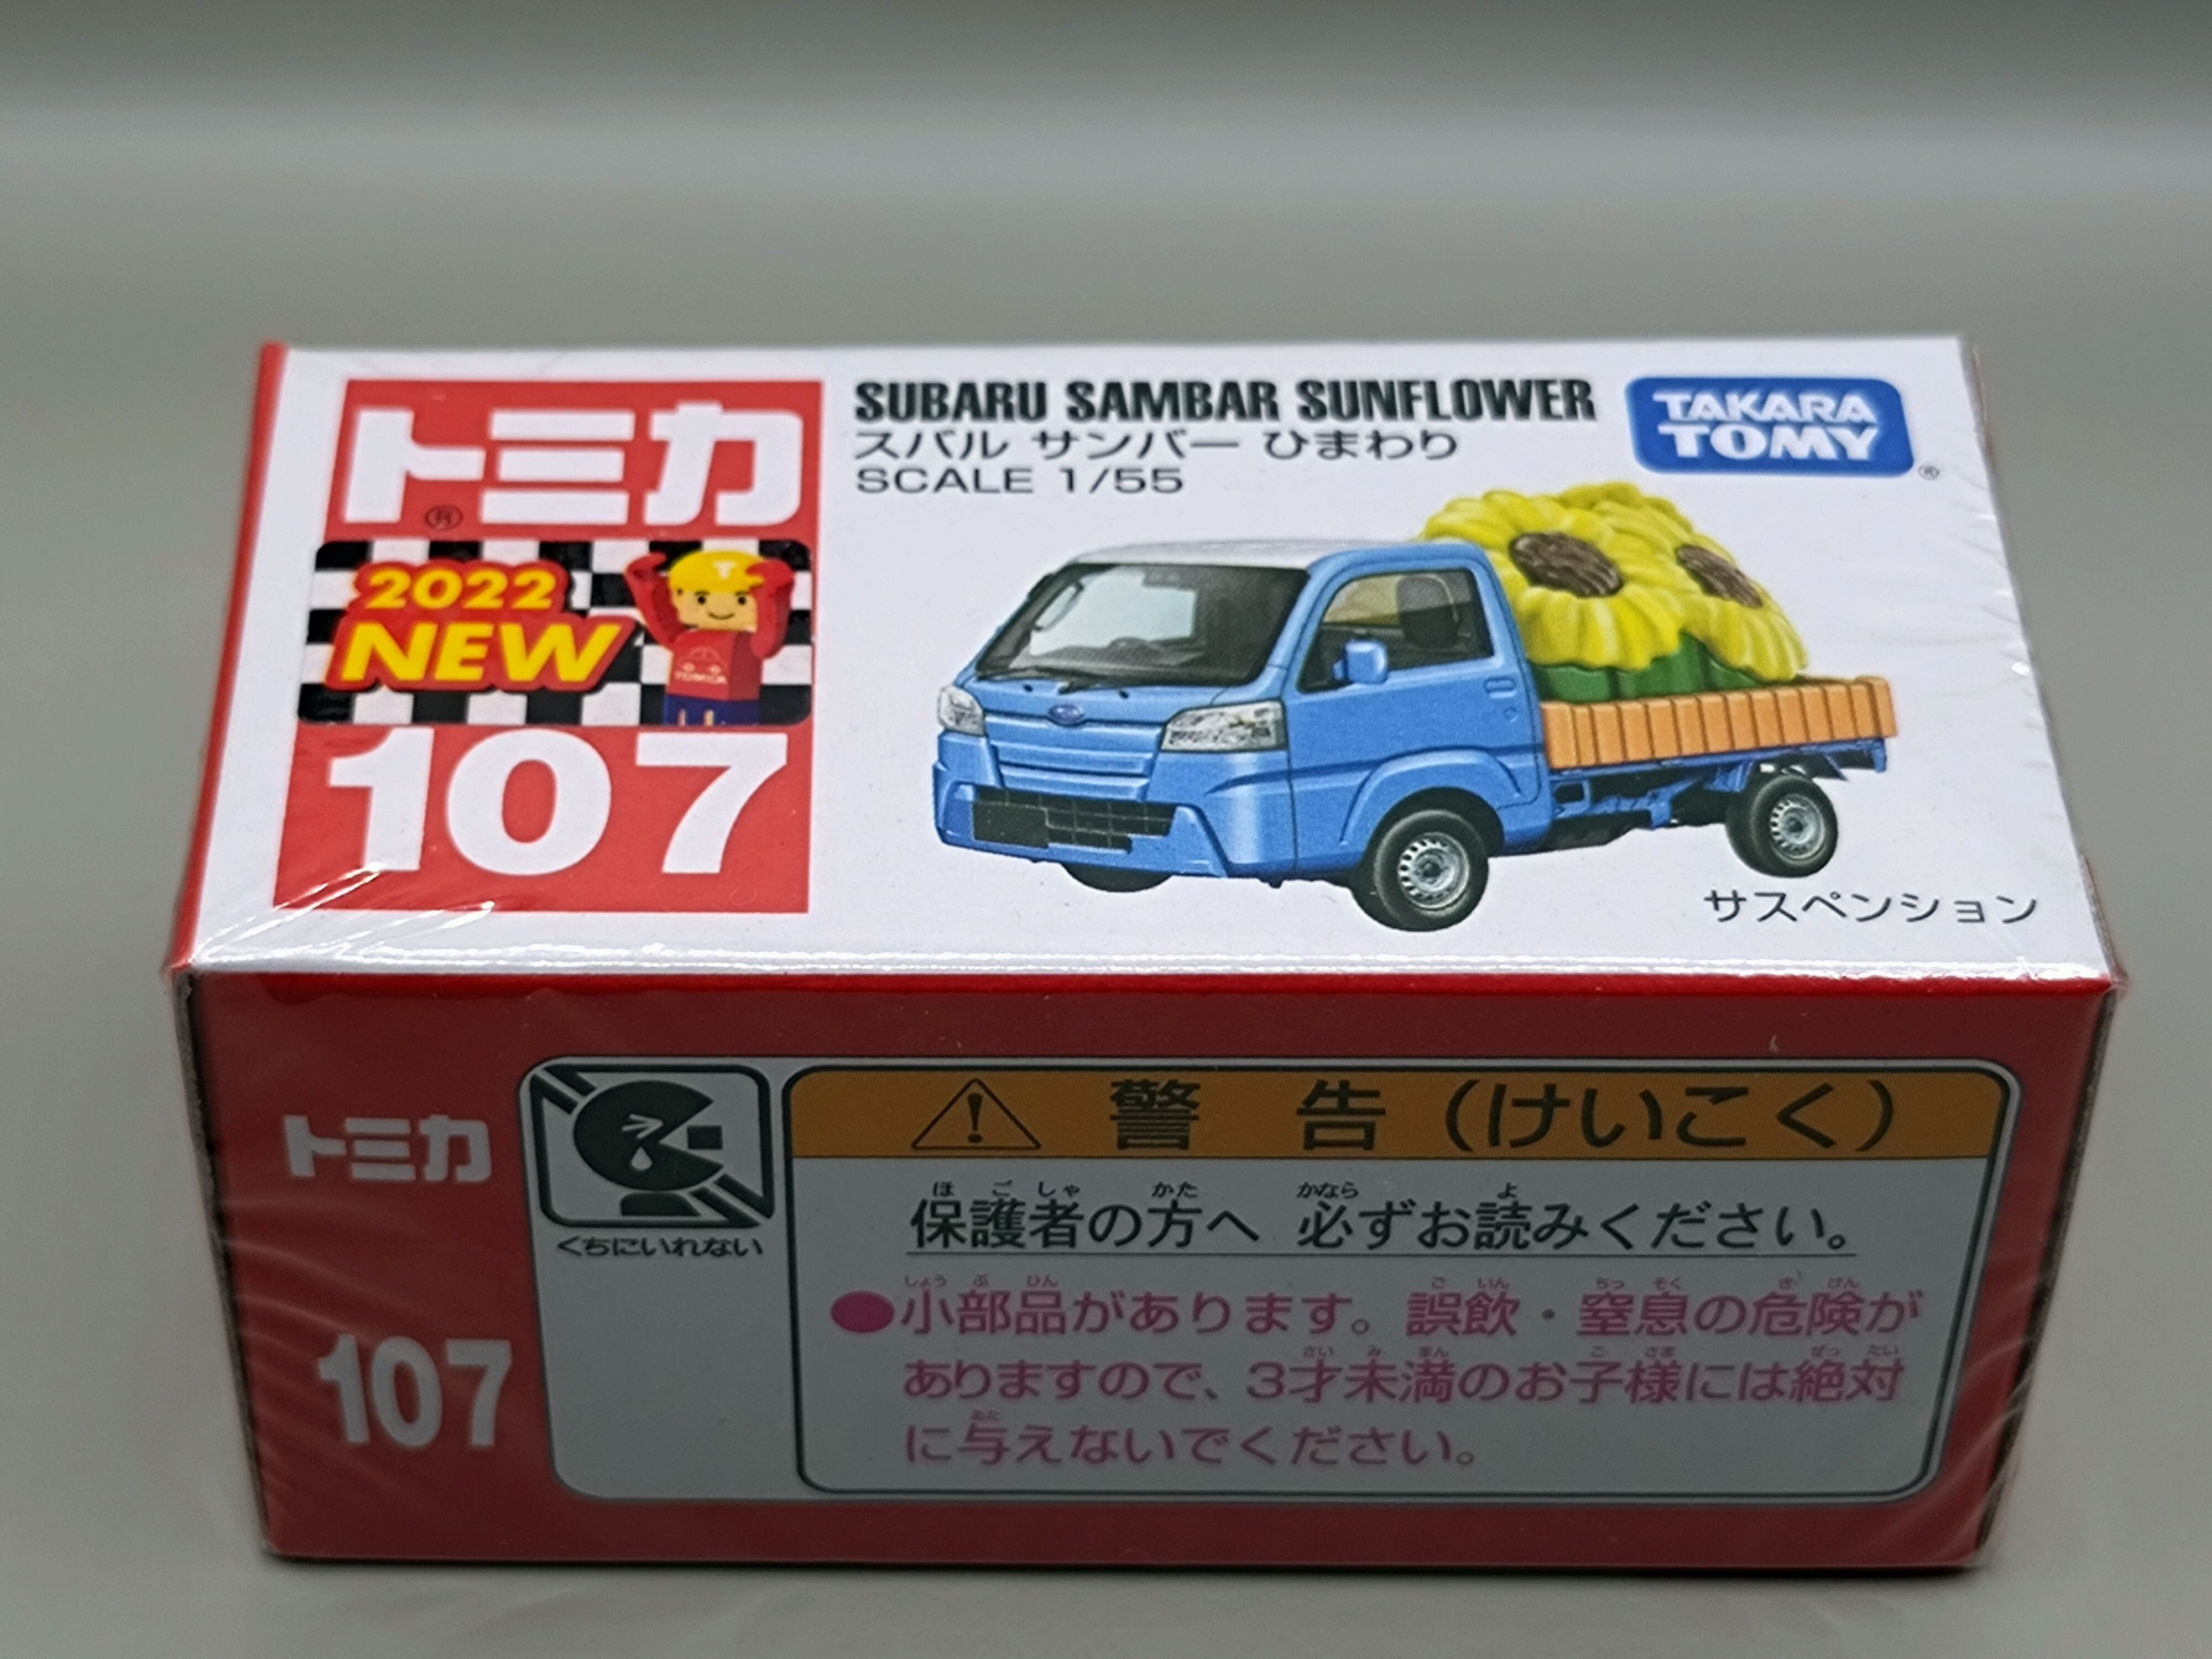 トミカ
®
2022
NEW
TOMICA
107
SUBARU SAMBAR SUNFLOWER
スバル サンバー ひまわり
SCALE 1/55
TAKARA
TOMY
®
サスペンション
トミカ
107
くちにいれない
警 告 (けいこく)
保護者の方へ 必ずお読みください。
●小部品があります。誤飲・窒息の危険が
ありますので、3才未満のお子様には絶対
に与えないでください。